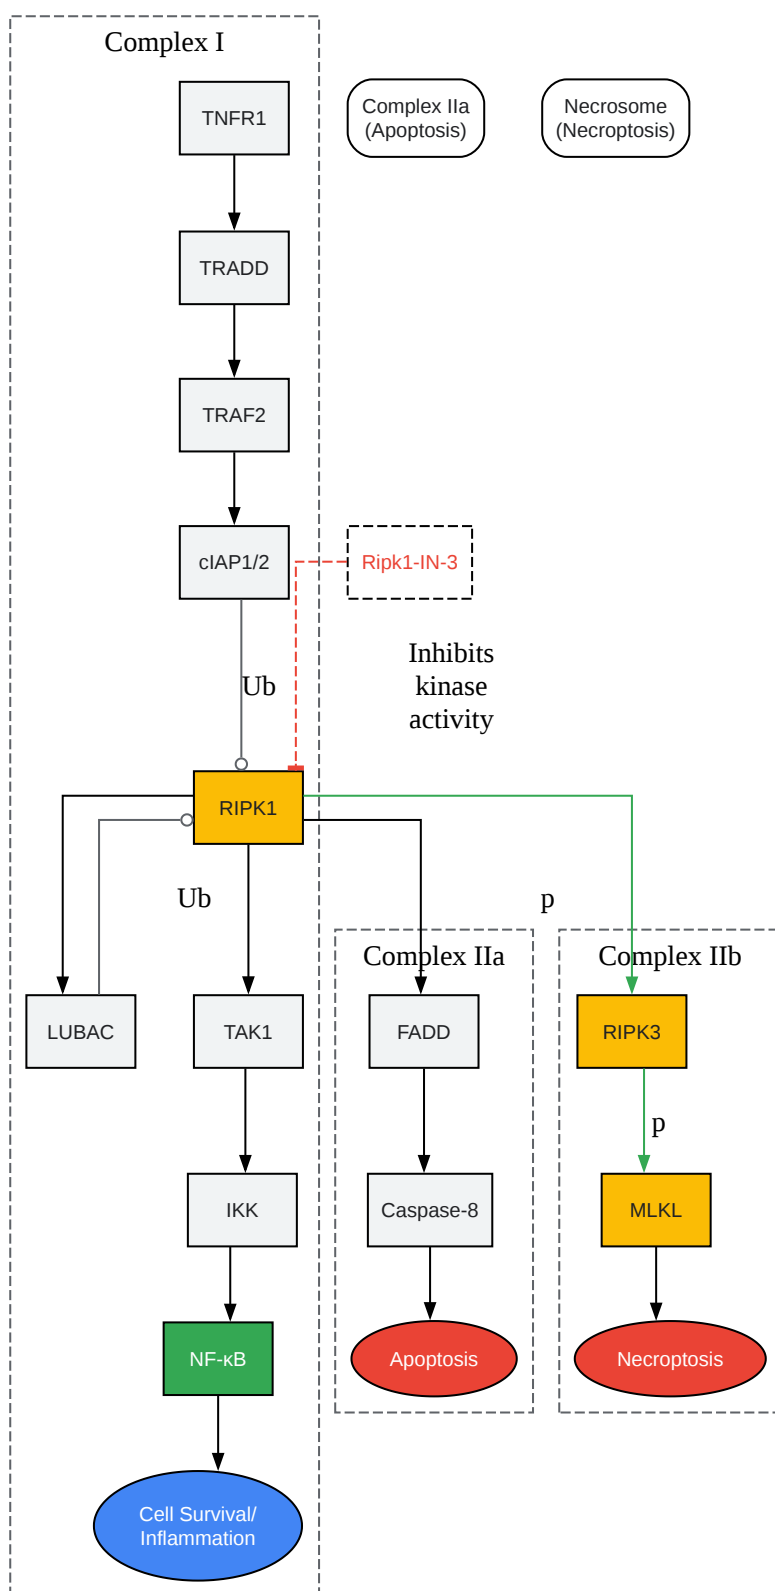 Complex I
TNFR1
Complex IIa
(Apoptosis)
Necrosome
(Necroptosis)
TRADD
TRAF2
cIAP1/2
Ripk1-IN-3
Inhibits
kinase
activity
Ub
RIPK1
Ub
p
Complex IIa
Complex IIb
LUBAC
TAK1
FADD
RIPK3
p
IKK
Caspase-8
MLKL
NF-κB
Apoptosis
Necroptosis
Cell Survival/
Inflammation